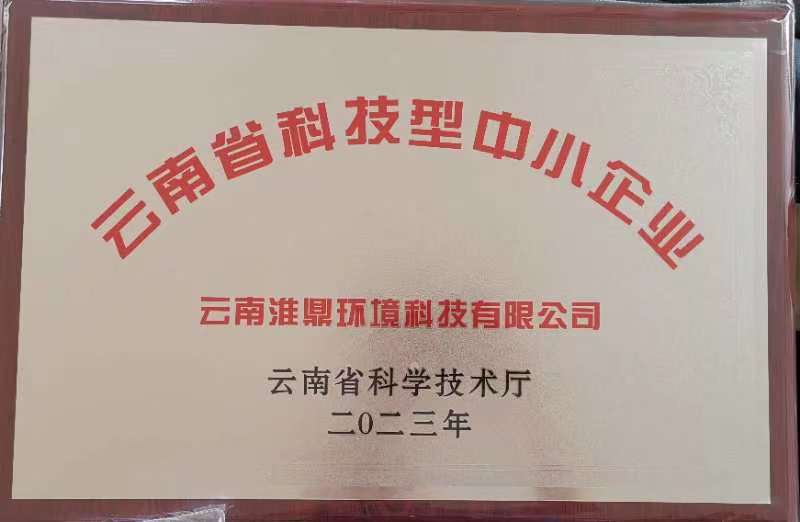 云南省科技型中小企业
云南淮鼎环境科技有限公司
云南省科学技术厅
二0二三年